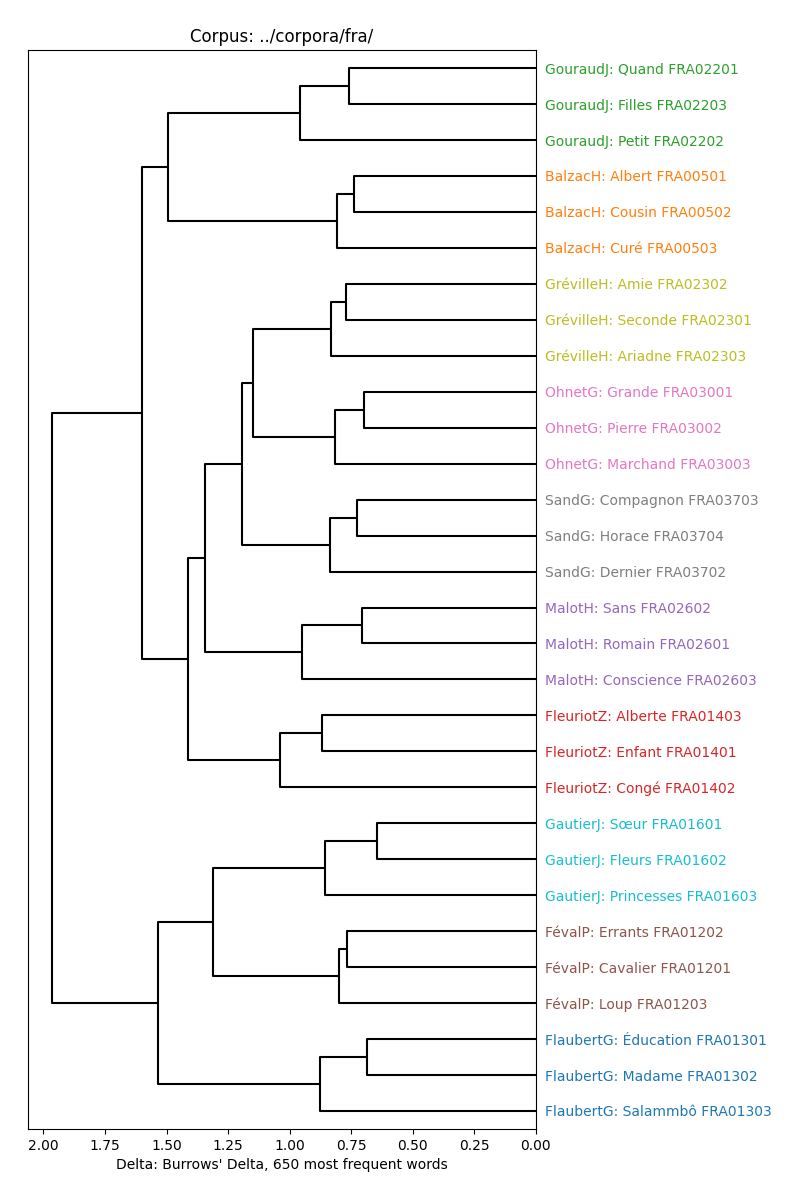 Corpus: ../corpora/fra/
GouraudJ: Quand FRA02201
GouraudJ: Filles FRA02203
GouraudJ: Petit FRA02202
BalzacH: Albert FRA00501
BalzacH: Cousin FRA00502
BalzacH: Curé FRA00503
GrévilleH: Amie FRA02302
GrévilleH: Seconde FRA02301
GrévilleH: Ariadne FRA02303
OhnetG: Grande FRA03001
OhnetG: Pierre FRA03002
OhnetG: Marchand FRA03003
SandG: Compagnon FRA03703
SandG: Horace FRA03704
SandG: Dernier FRA03702
MalotH: Sans FRA02602
MalotH: Romain FRA02601
MalotH: Conscience FRA02603
FleuriotZ: Alberte FRA01403
FleuriotZ: Enfant FRA01401
FleuriotZ: Congé FRA01402
GautierJ: Sœur FRA01601
GautierJ: Fleurs FRA01602
GautierJ: Princesses FRA01603
FévalP: Errants FRA01202
FévalP: Cavalier FRA01201
FévalP: Loup FRA01203
FlaubertG: Éducation FRA01301
FlaubertG: Madame FRA01302
FlaubertG: Salammbô FRA01303
2.00 1.75 1.50 1.25 1.00 0.75 0.50 0.25 0.00
Delta: Burrows' Delta, 650 most frequent words